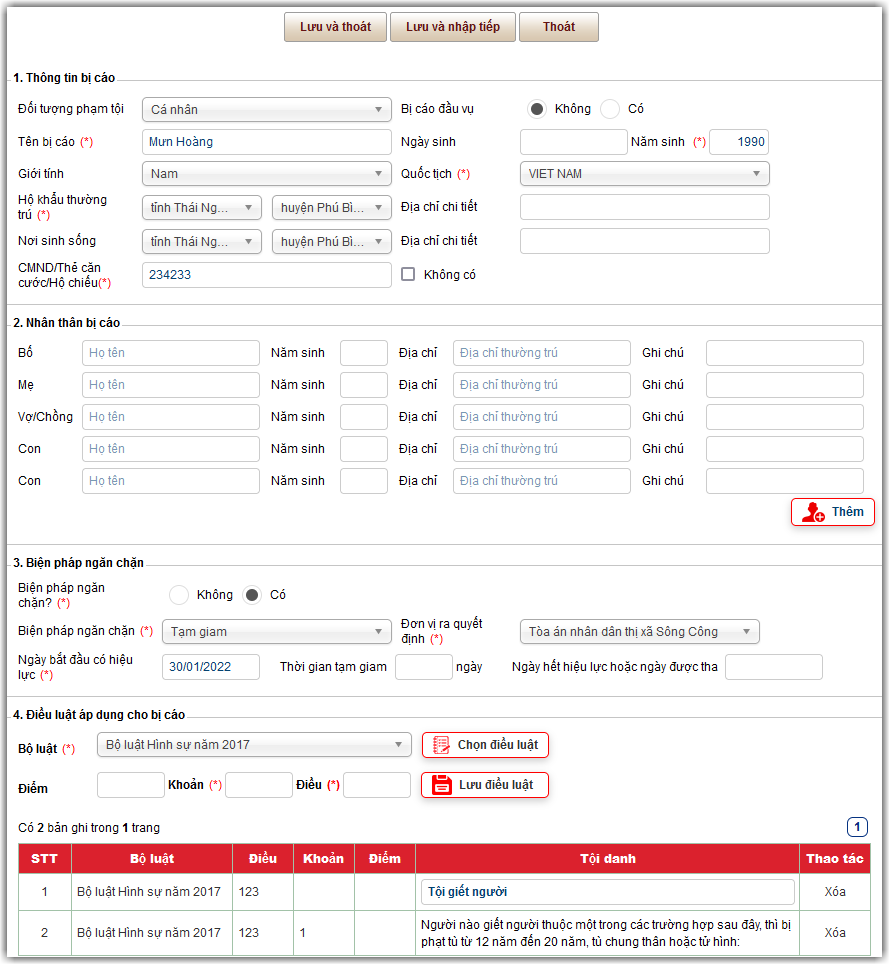 Lưu và thoát Lưu và nhập tiếp Thoát
1. Thông tin bị cáo
Đối tượng phạm tội Cá nhân Bị cáo đầu vụ Không Có
Tên bị cáo (*) Mưn Hoàng Ngày sinh Năm sinh (*) 1990
Giới tính Nam Quốc tịch (*) VIET NAM
Hộ khẩu thường trú (*) tỉnh Thái Ng... huyện Phú Bì... Địa chỉ chi tiết
Nơi sinh sống tỉnh Thái Ng... huyện Phú Bì... Địa chỉ chi tiết
CMND/Thẻ căn cước/Hộ chiếu(*) 234233 Không có
2. Nhân thân bị cáo
Bố Họ tên Năm sinh Địa chỉ Địa chỉ thường trú Ghi chú
Mẹ Họ tên Năm sinh Địa chỉ Địa chỉ thường trú Ghi chú
Vợ/Chồng Họ tên Năm sinh Địa chỉ Địa chỉ thường trú Ghi chú
Con Họ tên Năm sinh Địa chỉ Địa chỉ thường trú Ghi chú
Con Họ tên Năm sinh Địa chỉ Địa chỉ thường trú Ghi chú
Thêm
3. Biện pháp ngăn chặn
Biện pháp ngăn chặn? (*) Không Có
Biện pháp ngăn chặn (*) Tạm giam Đơn vị ra quyết định (*) Tòa án nhân dân thị xã Sông Công
Ngày bắt đầu có hiệu lực (*) 30/01/2022 Thời gian tạm giam ngày Ngày hết hiệu lực hoặc ngày được tha
4. Điều luật áp dụng cho bị cáo
Bộ luật (*) Bộ luật Hình sự năm 2017 Chọn điều luật
Điểm Khoản (*) Điều (*) Lưu điều luật
Có 2 bản ghi trong 1 trang 1
STT Bộ luật Điều Khoản Điểm Tội danh Thao tác
1 Bộ luật Hình sự năm 2017 123 Tội giết người Xóa
2 Bộ luật Hình sự năm 2017 123 1 Người nào giết người thuộc một trong các trường hợp sau đây, thì bị phạt tù từ 12 năm đến 20 năm, tù chung thân hoặc tử hình: Xóa